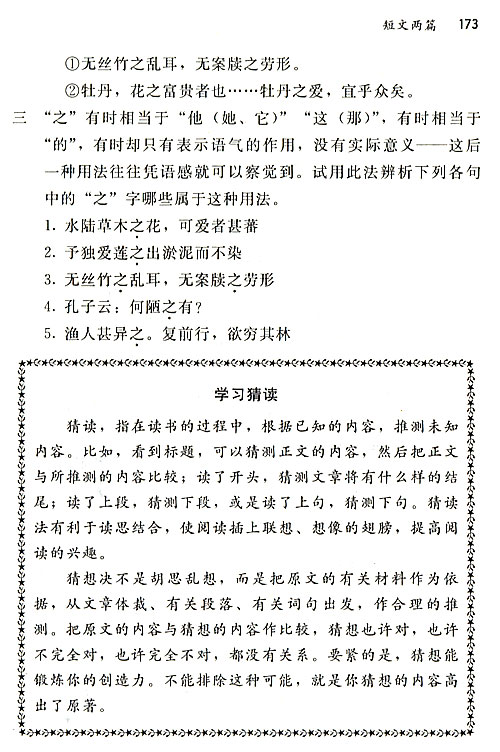 短文两篇 173
①无丝竹之乱耳，无案牍之劳形。
②牡丹，花之富贵者也……牡丹之爱，宜乎众矣。
三 “之”有时相当于“他（她、它）”“这（那）”，有时相当于
“的”，有时却只有表示语气的作用，没有实际意义——这后
一种用法往往凭语感就可以察觉到。试用此法辨析下列各句
中的“之”字哪些属于这种用法。
1. 水陆草木之花，可爱者甚蕃
2. 予独爱莲之出淤泥而不染
3. 无丝竹之乱耳，无案牍之劳形
4. 孔子云：何陋之有？
5. 渔人甚异之。复前行，欲穷其林
学习猜读
猜读，指在读书的过程中，根据已知的内容，推测未知
内容。比如，看到标题，可以猜测正文的内容，然后把正文
与所推测的内容比较；读了开头，猜测文章将有什么样的结
尾；读了上段，猜测下段，或是读了上句，猜测下句。猜读
法有利于读思结合，使阅读插上联想、想像的翅膀，提高阅
读的兴趣。
猜想决不是胡思乱想，而是把原文的有关材料作为依
据，从文章体裁、有关段落、有关词句出发，作合理的推
测。把原文的内容与猜想的内容作比较，猜想也许对，也许
不完全对，也许完全不对，都没有关系。要紧的是，猜想能
锻炼你的创造力。不能排除这种可能，就是你猜想的内容高
出了原著。